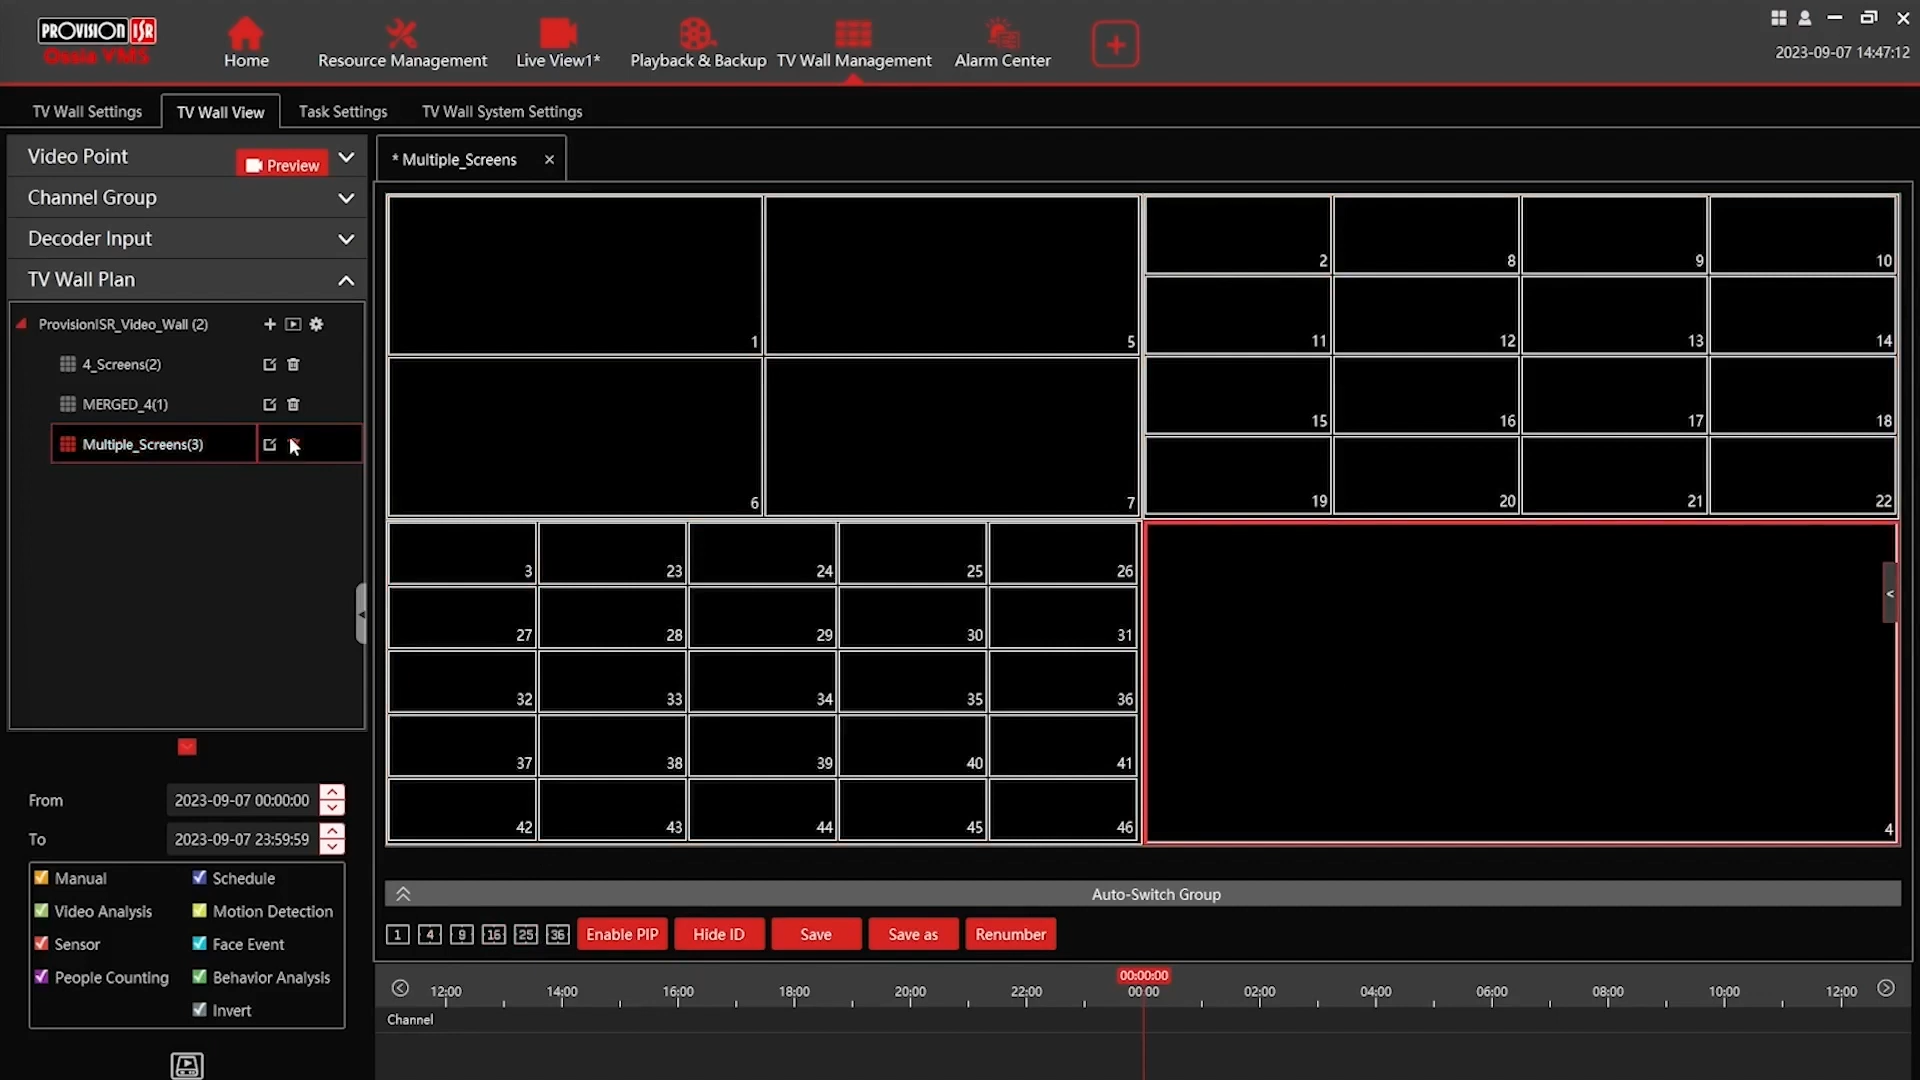 PROVISION ISR
Ossia VMS
Home
Resource Management
Live View1*
Playback & Backup
TV Wall Management
Alarm Center
2023-09-07 14:47:12
TV Wall Settings
TV Wall View
Task Settings
TV Wall System Settings
Video Point
Preview
Channel Group
Decoder Input
TV Wall Plan
ProvisionISR_Video_Wall (2)
4_Screens(2)
MERGED_4(1)
Multiple_Screens(3)
From
2023-09-07 00:00:00
To
2023-09-07 23:59:59
Manual
Schedule
Video Analysis
Motion Detection
Sensor
Face Event
People Counting
Behavior Analysis
Invert
* Multiple_Screens
1 5
6 7
2 8 9 10
11 12 13 14
15 16 17 18
19 20 21 22
3 23 24 25 26
27 28 29 30 31
32 33 34 35 36
37 38 39 40 41
42 43 44 45 46
4
<
Auto-Switch Group
1 4 9 16 25 36 Enable PIP Hide ID Save Save as Renumber
00:00:00
12:00 14:00 16:00 18:00 20:00 22:00 00:00 02:00 04:00 06:00 08:00 10:00 12:00
Channel